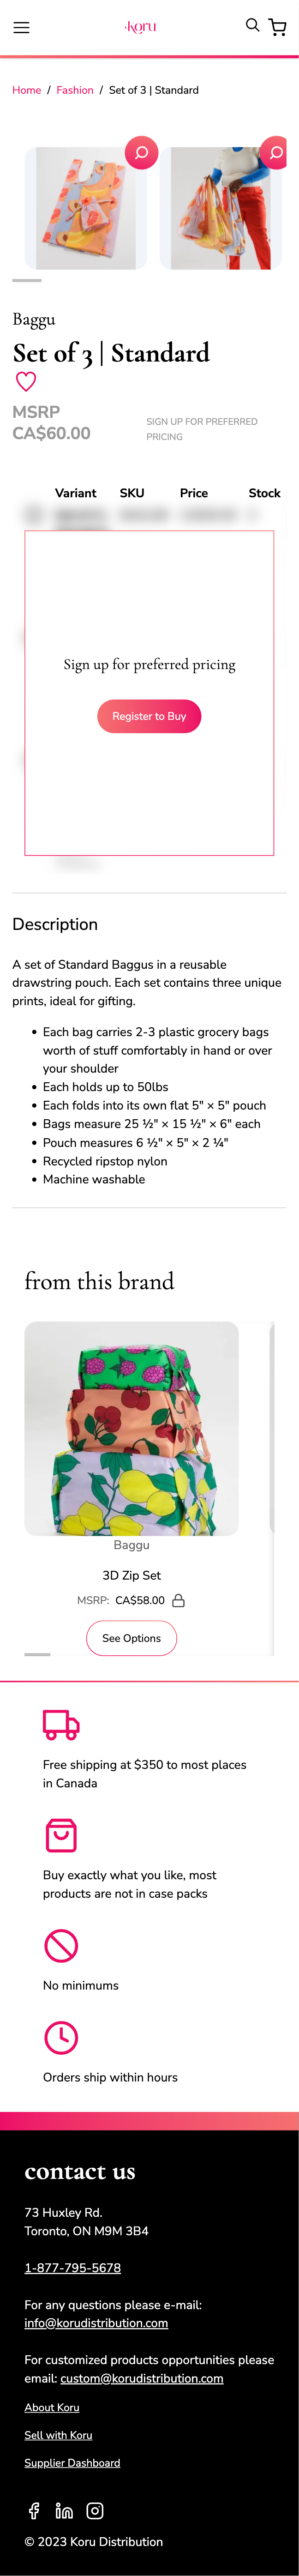 Koru
Home / Fashion / Set of 3 | Standard
Baggu
Set of 3 | Standard
MSRP
CA$60.00
SIGN UP FOR PREFERRED
PRICING
Variant SKU Price Stock
Sign up for preferred pricing
Register to Buy
Description
A set of Standard Baggus in a reusable
drawstring pouch. Each set contains three unique
prints, ideal for gifting.
• Each bag carries 2-3 plastic grocery bags
worth of stuff comfortably in hand or over
your shoulder
• Each holds up to 50lbs
• Each folds into its own flat 5" × 5" pouch
• Bags measure 25 ½" × 15 ½" × 6" each
• Pouch measures 6 ½" × 5" × 2 ¼"
• Recycled ripstop nylon
• Machine washable
from this brand
Baggu
3D Zip Set
MSRP: CA$58.00
See Options
Free shipping at $350 to most places
in Canada
Buy exactly what you like, most
products are not in case packs
No minimums
Orders ship within hours
contact us
73 Huxley Rd.
Toronto, ON M9M 3B4
1-877-795-5678
For any questions please e-mail:
info@korudistribution.com
For customized products opportunities please
email: custom@korudistribution.com
About Koru
Sell with Koru
Supplier Dashboard
© 2023 Koru Distribution